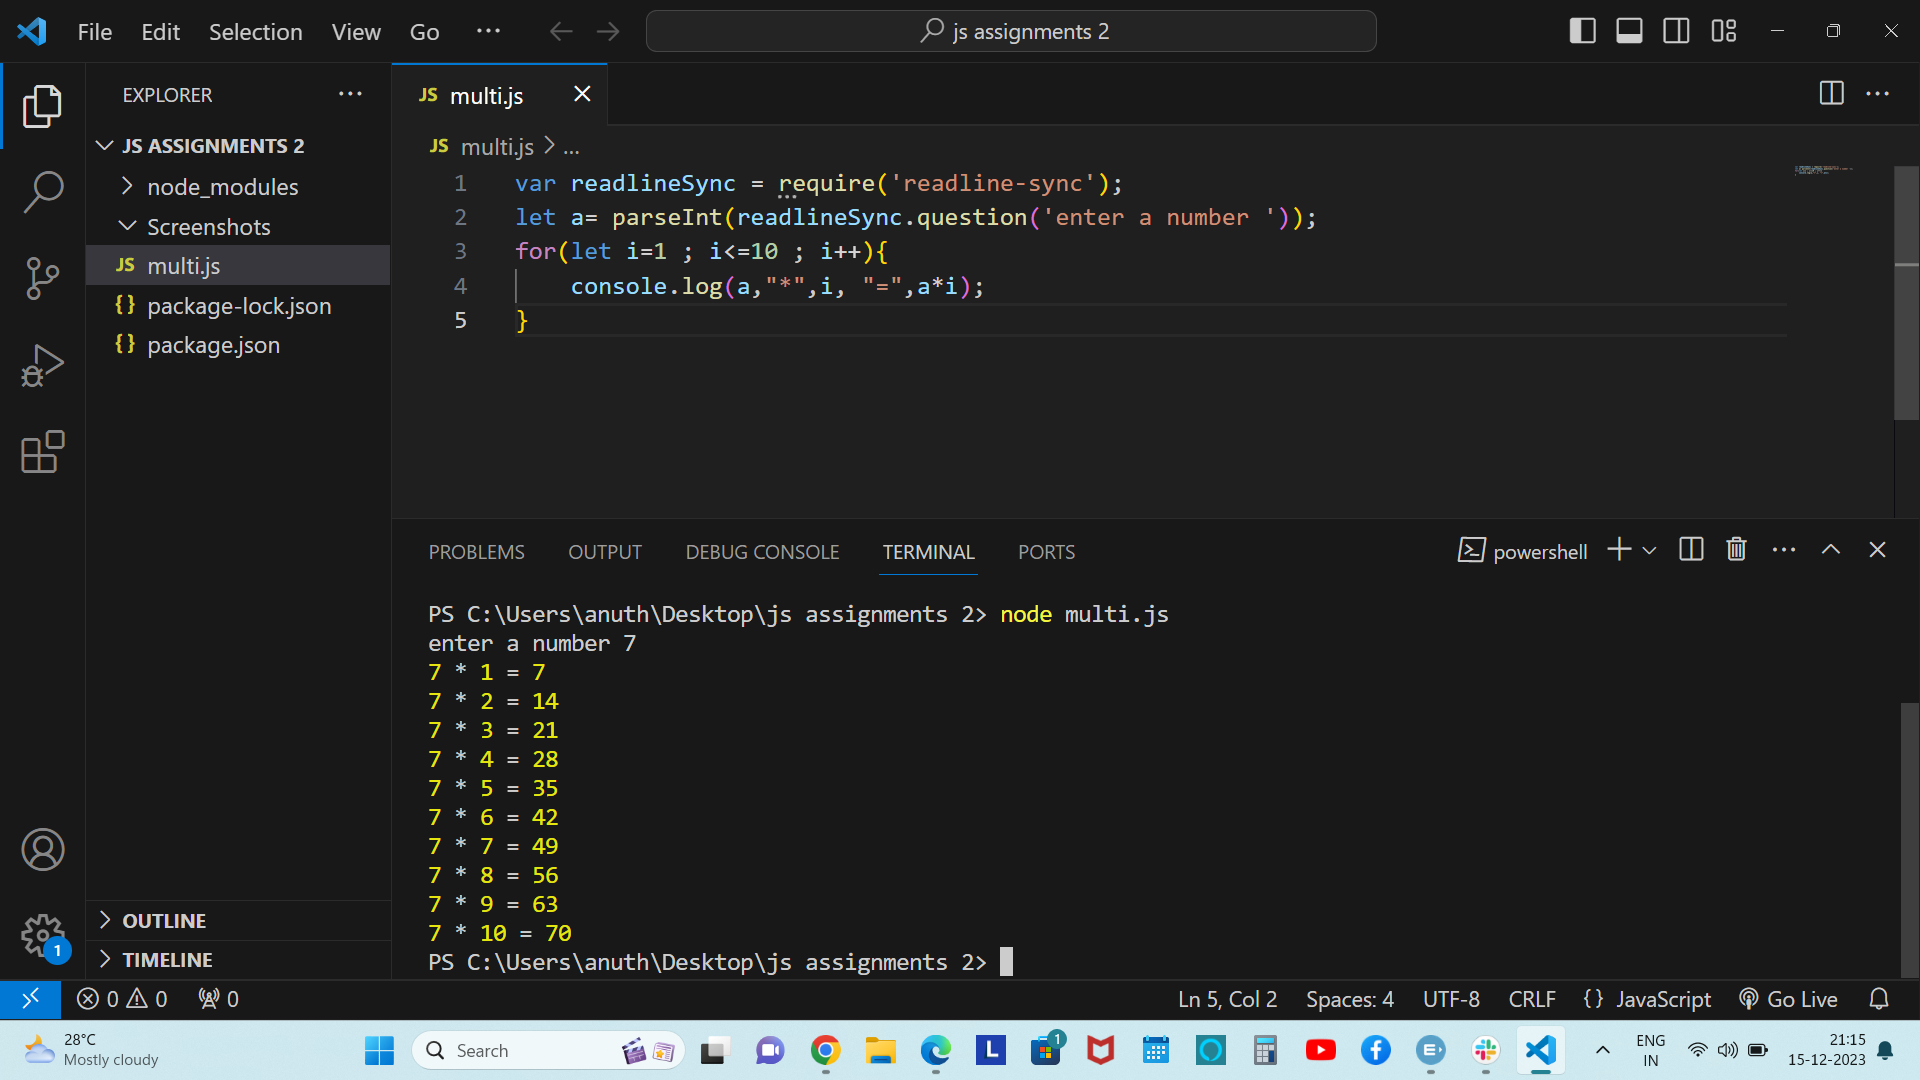 File Edit Selection View Go ... js assignments 2
EXPLORER ...
JS ASSIGNMENTS 2
node_modules
Screenshots
JS multi.js
{} package-lock.json
{} package.json
OUTLINE
TIMELINE
1
JS multi.js
JS multi.js > ...
1 var readlineSync = require('readline-sync');
2 let a= parseInt(readlineSync.question('enter a number '));
3 for(let i=1 ; i<=10 ; i++){
4 console.log(a,"*",i, "=",a*i);
5 }
PROBLEMS OUTPUT DEBUG CONSOLE TERMINAL PORTS powershell
PS C:\Users\anuth\Desktop\js assignments 2> node multi.js
enter a number 7
7 * 1 = 7
7 * 2 = 14
7 * 3 = 21
7 * 4 = 28
7 * 5 = 35
7 * 6 = 42
7 * 7 = 49
7 * 8 = 56
7 * 9 = 63
7 * 10 = 70
PS C:\Users\anuth\Desktop\js assignments 2>
0 0 0 Ln 5, Col 2 Spaces: 4 UTF-8 CRLF {} JavaScript Go Live
28°C
Mostly cloudy
Search
L
1
E
ENG
IN
21:15
15-12-2023